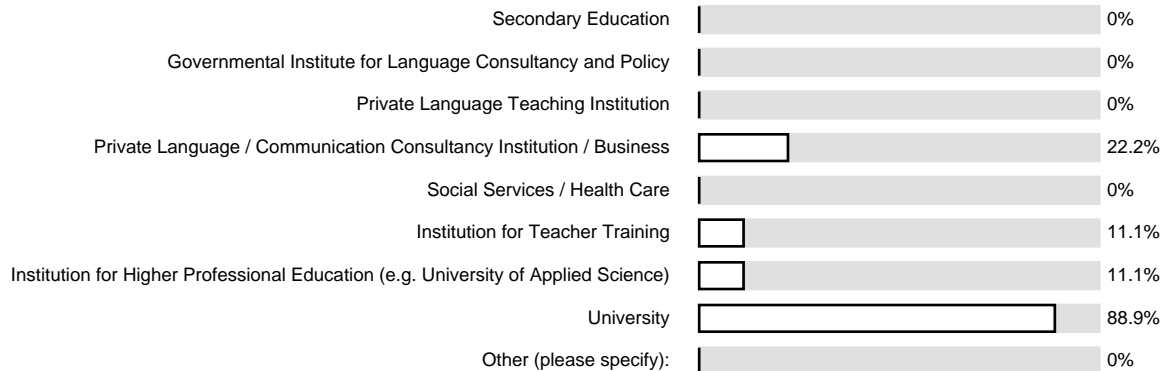 Secondary Education 0%
Governmental Institute for Language Consultancy and Policy 0%
Private Language Teaching Institution 0%
Private Language / Communication Consultancy Institution / Business 22.2%
Social Services / Health Care 0%
Institution for Teacher Training 11.1%
Institution for Higher Professional Education (e.g. University of Applied Science) 11.1%
University 88.9%
Other (please specify): 0%